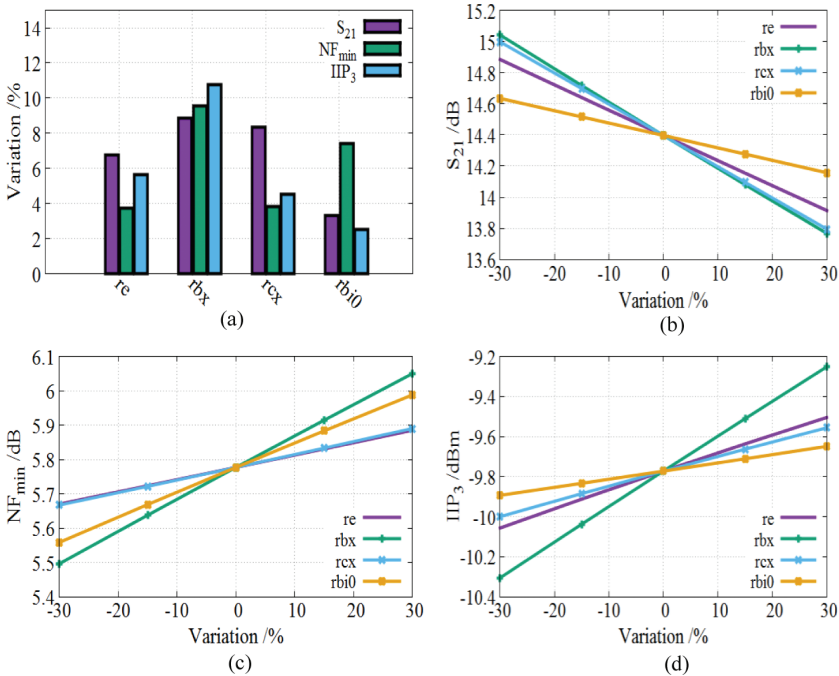 14
12
10
8
6
4
2
0
Variation /%
S21
NFmin
IIP3
re
rbx
rcx
rbi0
(a)
15.2
15
14.8
14.6
14.4
14.2
14
13.8
13.6
S21 /dB
re
rbx
rcx
rbi0
-30 -20 -10 0 10 20 30
Variation /%
(b)
6.1
6
5.9
5.8
5.7
5.6
5.5
5.4
NFmin /dB
re
rbx
rcx
rbi0
-30 -20 -10 0 10 20 30
Variation /%
(c)
-9.2
-9.4
-9.6
-9.8
-10
-10.2
-10.4
IIP3 /dBm
re
rbx
rcx
rbi0
-30 -20 -10 0 10 20 30
Variation /%
(d)